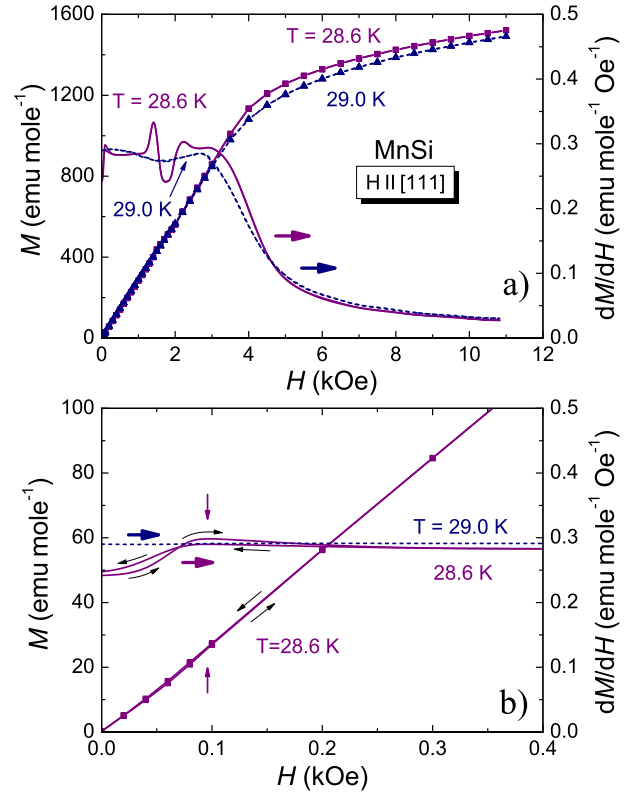 1600
1200
800
400
0
M (emu mole⁻¹)
T = 28.6 K
0.5
0.4
0.3
0.2
0.1
0.0
dM/dH (emu mole⁻¹ Oe⁻¹)
T = 28.6 K
29.0 K
MnSi
H II [111]
29.0 K
a)
0 2 4 6 8 10 12
H (kOe)
100
80
60
40
20
0
M (emu mole⁻¹)
0.5
0.4
0.3
0.2
0.1
0.0
dM/dH (emu mole⁻¹ Oe⁻¹)
T = 29.0 K
28.6 K
T=28.6 K
b)
0.0 0.1 0.2 0.3 0.4
H (kOe)